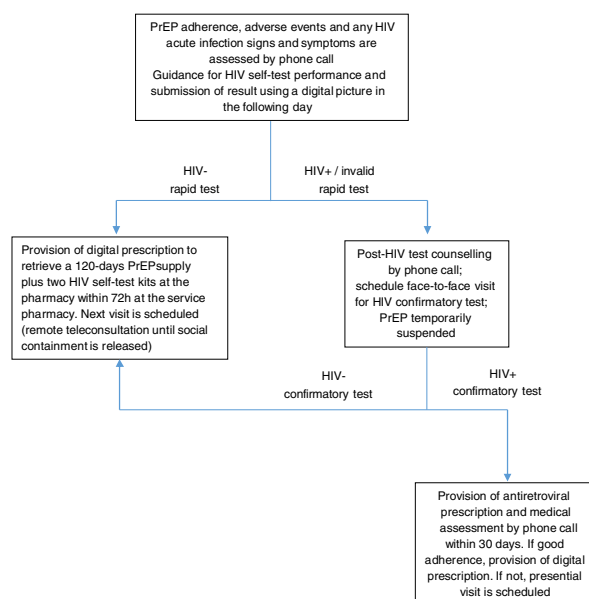 PrEP adherence, adverse events and any HIV
acute infection signs and symptoms are
assessed by phone call
Guidance for HIV self-test performance and
submission of result using a digital picture in
the following day
HIV-
rapid test
HIV+ / invalid
rapid test
Provision of digital prescription to
retrieve a 120-days PrEPsupply
plus two HIV self-test kits at the
pharmacy within 72h at the service
pharmacy. Next visit is scheduled
(remote teleconsultation until social
containment is released)
Post-HIV test counselling
by phone call;
schedule face-to-face visit
for HIV confirmatory test;
PrEP temporarily
suspended
HIV-
confirmatory test
HIV+
confirmatory test
Provision of antiretroviral
prescription and medical
assessment by phone call
within 30 days. If good
adherence, provision of digital
prescription. If not, presential
visit is scheduled